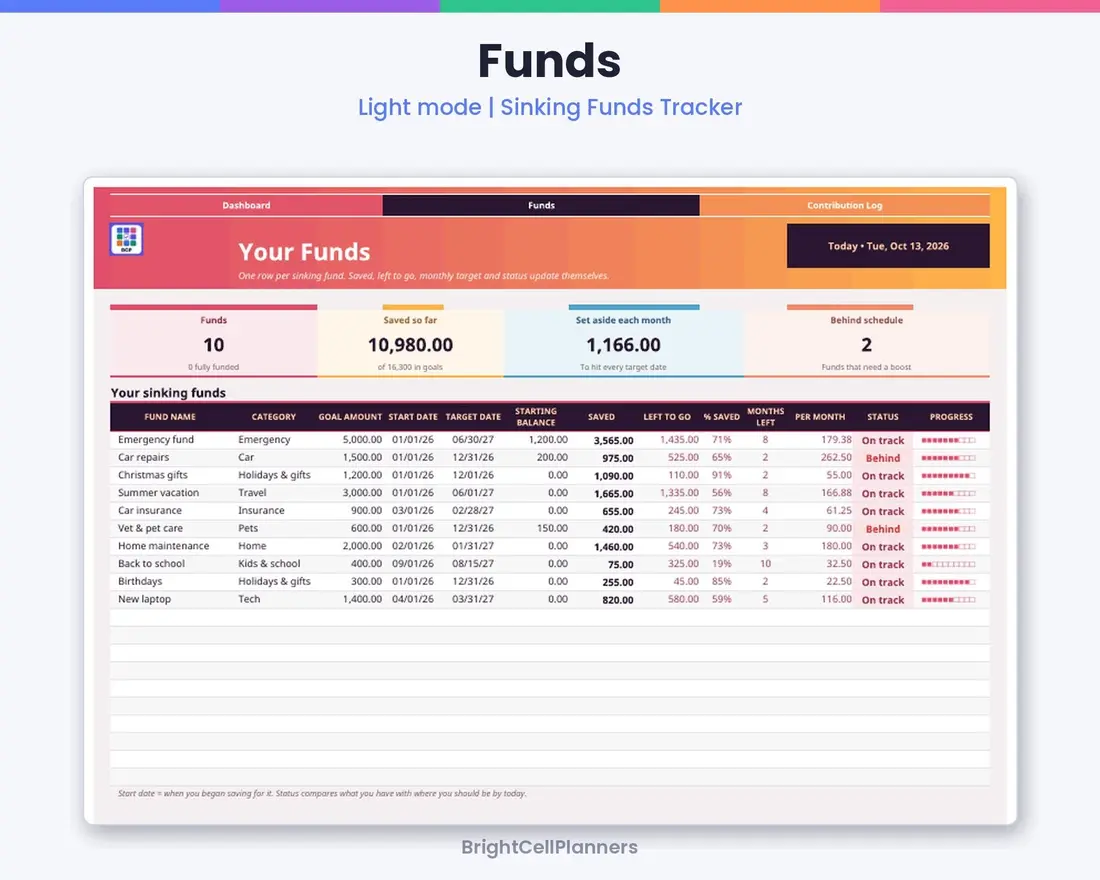 Funds
Light mode | Sinking Funds Tracker
Dashboard Funds Contribution Log
BCP
Your Funds
Today • Tue, Oct 13, 2026
One row per sinking fund. Saved, left to go, monthly target and status update themselves.
Funds Saved so far Set aside each month Behind schedule
10 10,980.00 1,166.00 2
0 fully funded of 16,300 in goals To hit every target date Funds that need a boost
Your sinking funds
FUND NAME CATEGORY GOAL AMOUNT START DATE TARGET DATE STARTING BALANCE SAVED LEFT TO GO % SAVED MONTHS LEFT PER MONTH STATUS PROGRESS
Emergency fund Emergency 5,000.00 01/01/26 06/30/27 1,200.00 3,565.00 1,435.00 71% 8 179.38 On track
Car repairs Car 1,500.00 01/01/26 12/31/26 200.00 975.00 525.00 65% 2 262.50 Behind
Christmas gifts Holidays & gifts 1,200.00 01/01/26 12/01/26 0.00 1,090.00 110.00 91% 2 55.00 On track
Summer vacation Travel 3,000.00 01/01/26 06/01/27 0.00 1,665.00 1,335.00 56% 8 166.88 On track
Car insurance Insurance 900.00 03/01/26 02/28/27 0.00 655.00 245.00 73% 4 61.25 On track
Vet & pet care Pets 600.00 01/01/26 12/31/26 150.00 420.00 180.00 70% 2 90.00 Behind
Home maintenance Home 2,000.00 02/01/26 01/31/27 0.00 1,460.00 540.00 73% 3 180.00 On track
Back to school Kids & school 400.00 09/01/26 08/15/27 0.00 75.00 325.00 19% 10 32.50 On track
Birthdays Holidays & gifts 300.00 01/01/26 12/31/26 0.00 255.00 45.00 85% 2 22.50 On track
New laptop Tech 1,400.00 04/01/26 03/31/27 0.00 820.00 580.00 59% 5 116.00 On track
Start date = when you began saving for it. Status compares what you have with where you should be by today.
BrightCellPlanners